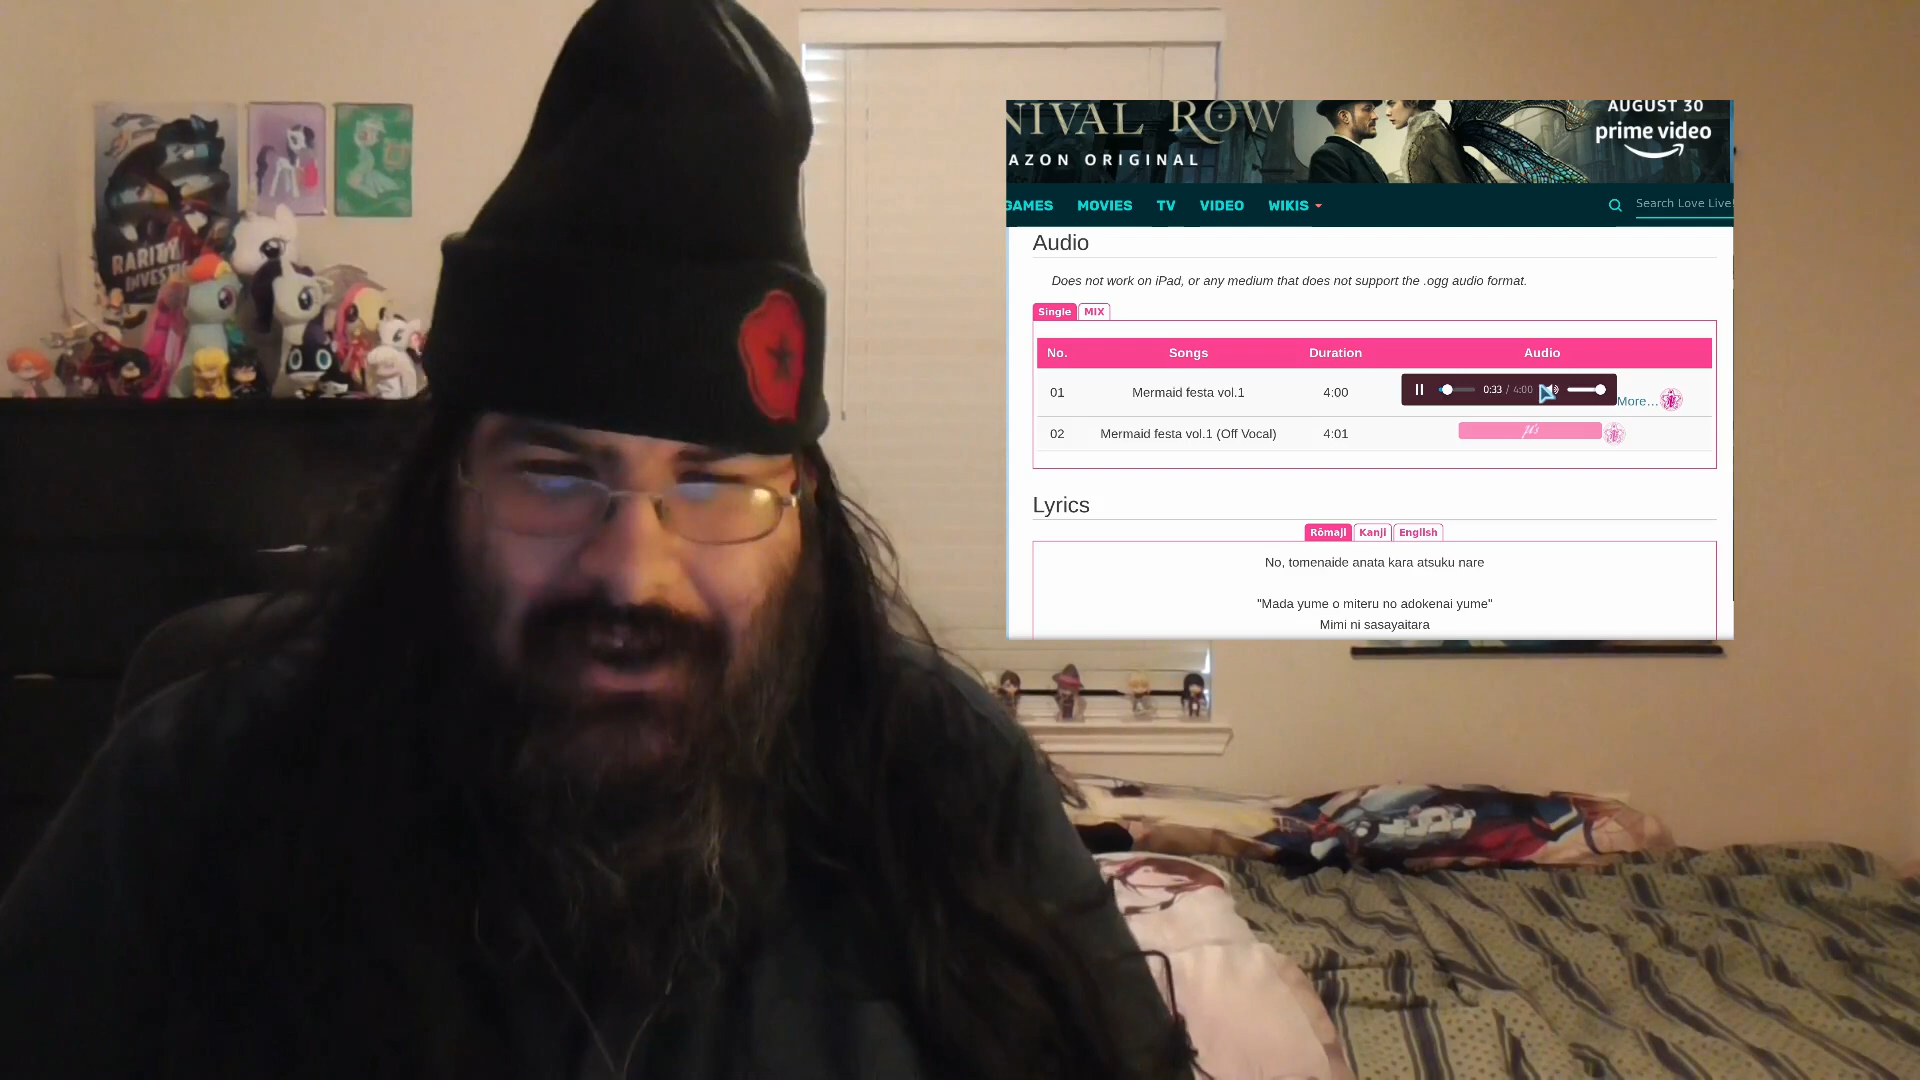 RARITY
INVEST
NIVAL ROW
AZON ORIGINAL
AUGUST 30
prime video
GAMES MOVIES TV VIDEO WIKIS Search Love Live!
Audio
Does not work on iPad, or any medium that does not support the .ogg audio format.
Single MIX
No. Songs Duration Audio
01 Mermaid festa vol.1 4:00 0:33 / 4:00 More...
02 Mermaid festa vol.1 (Off Vocal) 4:01 μ's
Lyrics
Rōmaji Kanji English
No, tomenaide anata kara atsuku nare
"Mada yume o miteru no adokenai yume"
Mimi ni sasayaitara